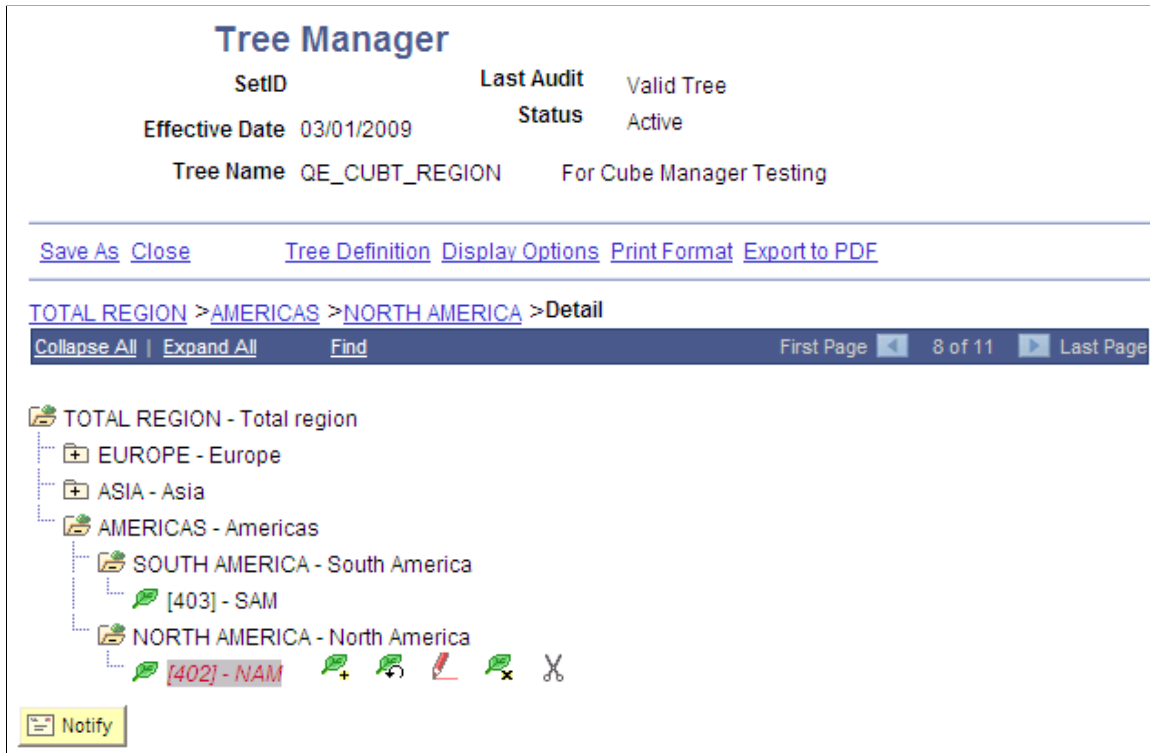 Tree Manager
SetID Last Audit Valid Tree
Status Active
Effective Date 03/01/2009
Tree Name QE_CUBT_REGION For Cube Manager Testing
Save As Close Tree Definition Display Options Print Format Export to PDF
TOTAL REGION >AMERICAS >NORTH AMERICA >Detail
Collapse All | Expand All Find First Page 8 of 11 Last Page
TOTAL REGION - Total region
EUROPE - Europe
ASIA - Asia
AMERICAS - Americas
SOUTH AMERICA - South America
[403] - SAM
NORTH AMERICA - North America
[402] - NAM
Notify